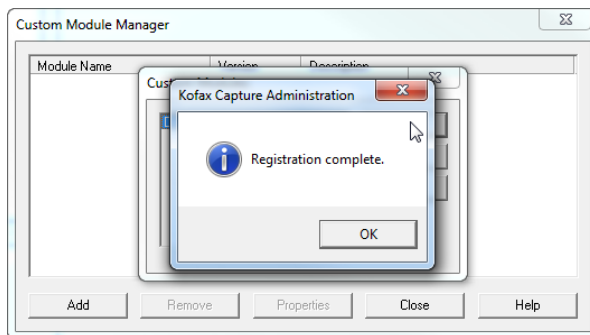 Custom Module Manager
Module Name Version Description
Kofax Capture Administration
Registration complete.
OK
Add Remove Properties Close Help